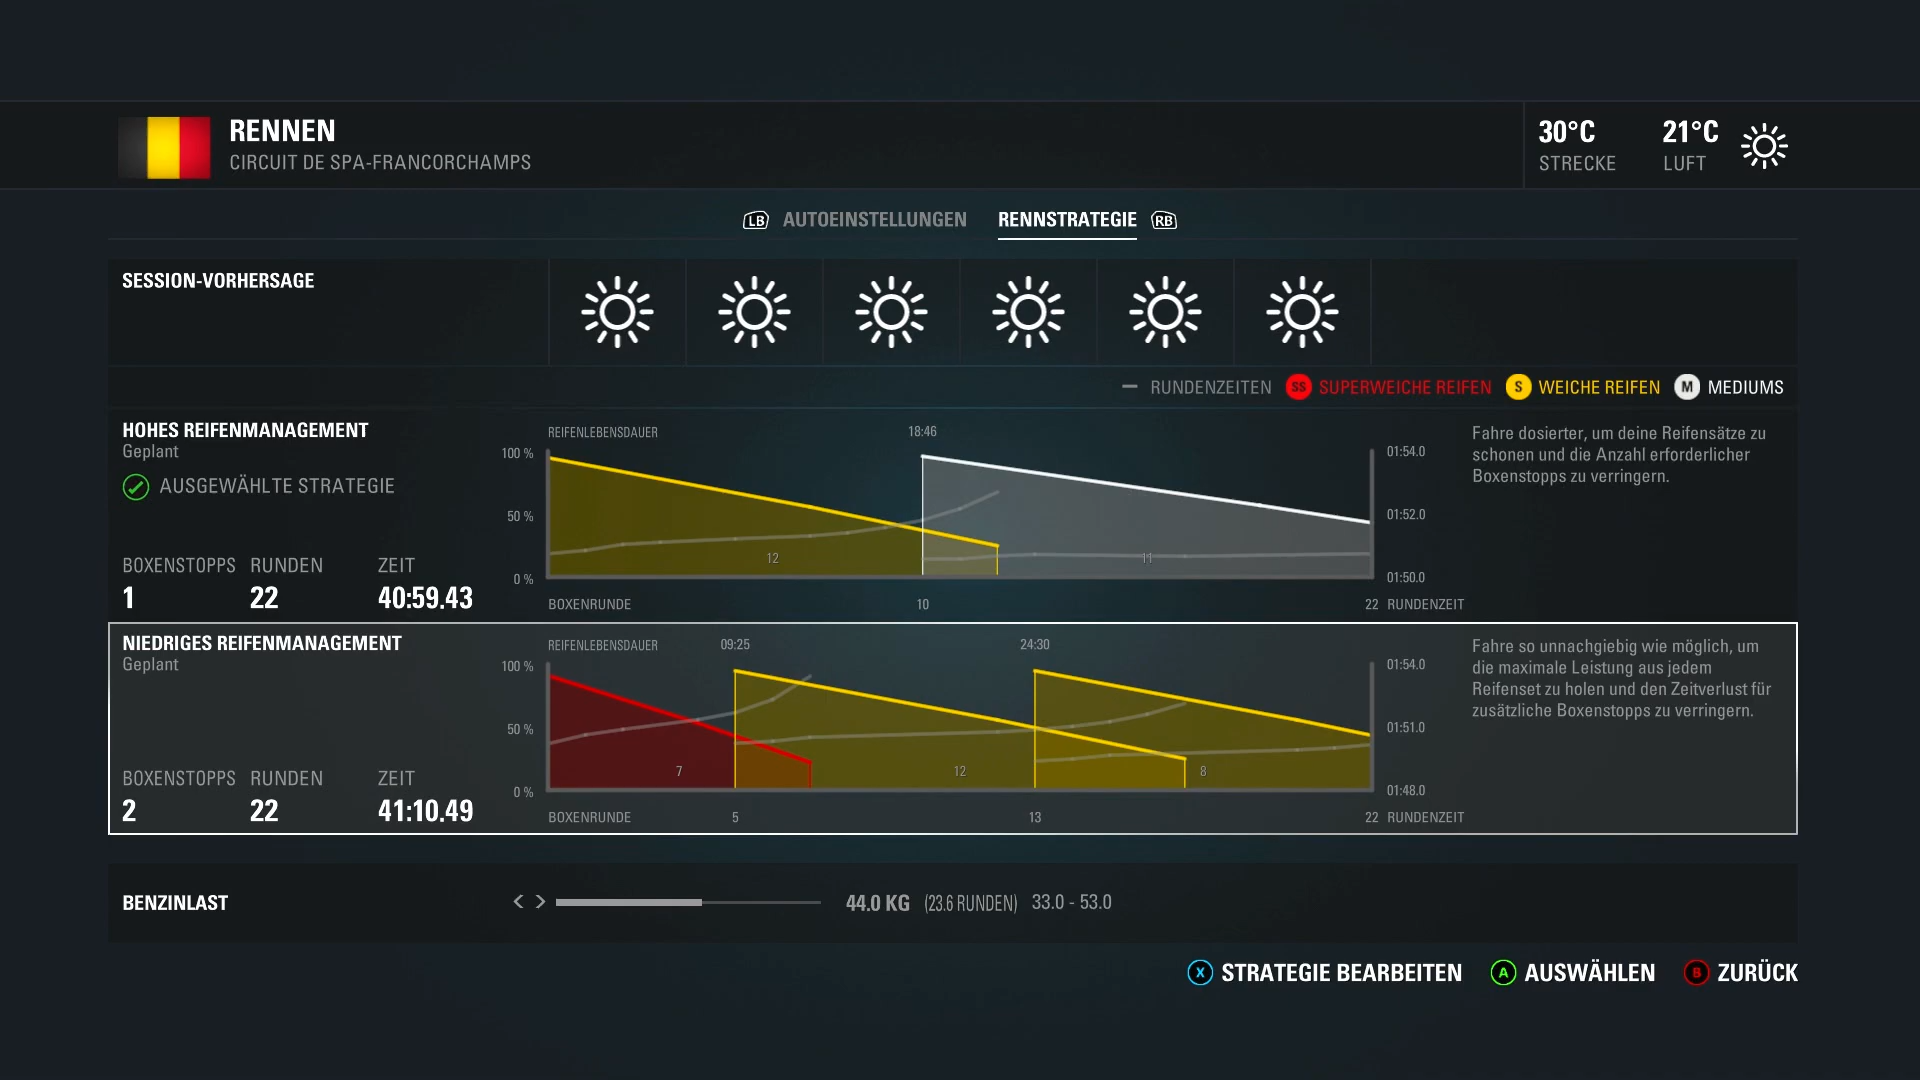 RENNEN
CIRCUIT DE SPA-FRANCORCHAMPS
30°C
STRECKE
21°C
LUFT
LB AUTOEINSTELLUNGEN RENNSTRATEGIE RB
SESSION-VORHERSAGE
RUNDENZEITEN SS SUPERWEICHE REIFEN S WEICHE REIFEN M MEDIUMS
HOHES REIFENMANAGEMENT
Geplant
AUSGEWÄHLTE STRATEGIE
BOXENSTOPPS RUNDEN ZEIT
1 22 40:59.43
REIFENLEBENSDAUER 18:46
100 % 01:54.0
50 % 01:52.0
12 11
0 % 01:50.0
BOXENRUNDE 10 22 RUNDENZEIT
Fahre dosierter, um deine Reifensätze zu
schonen und die Anzahl erforderlicher
Boxenstopps zu verringern.
NIEDRIGES REIFENMANAGEMENT
Geplant
BOXENSTOPPS RUNDEN ZEIT
2 22 41:10.49
REIFENLEBENSDAUER 09:25 24:30
100 % 01:54.0
50 % 01:51.0
7 12 8
0 % 01:48.0
BOXENRUNDE 5 13 22 RUNDENZEIT
Fahre so unnachgiebig wie möglich, um
die maximale Leistung aus jedem
Reifenset zu holen und den Zeitverlust für
zusätzliche Boxenstopps zu verringern.
BENZINLAST < > 44.0 KG (23.6 RUNDEN) 33.0 - 53.0
X STRATEGIE BEARBEITEN A AUSWÄHLEN B ZURÜCK